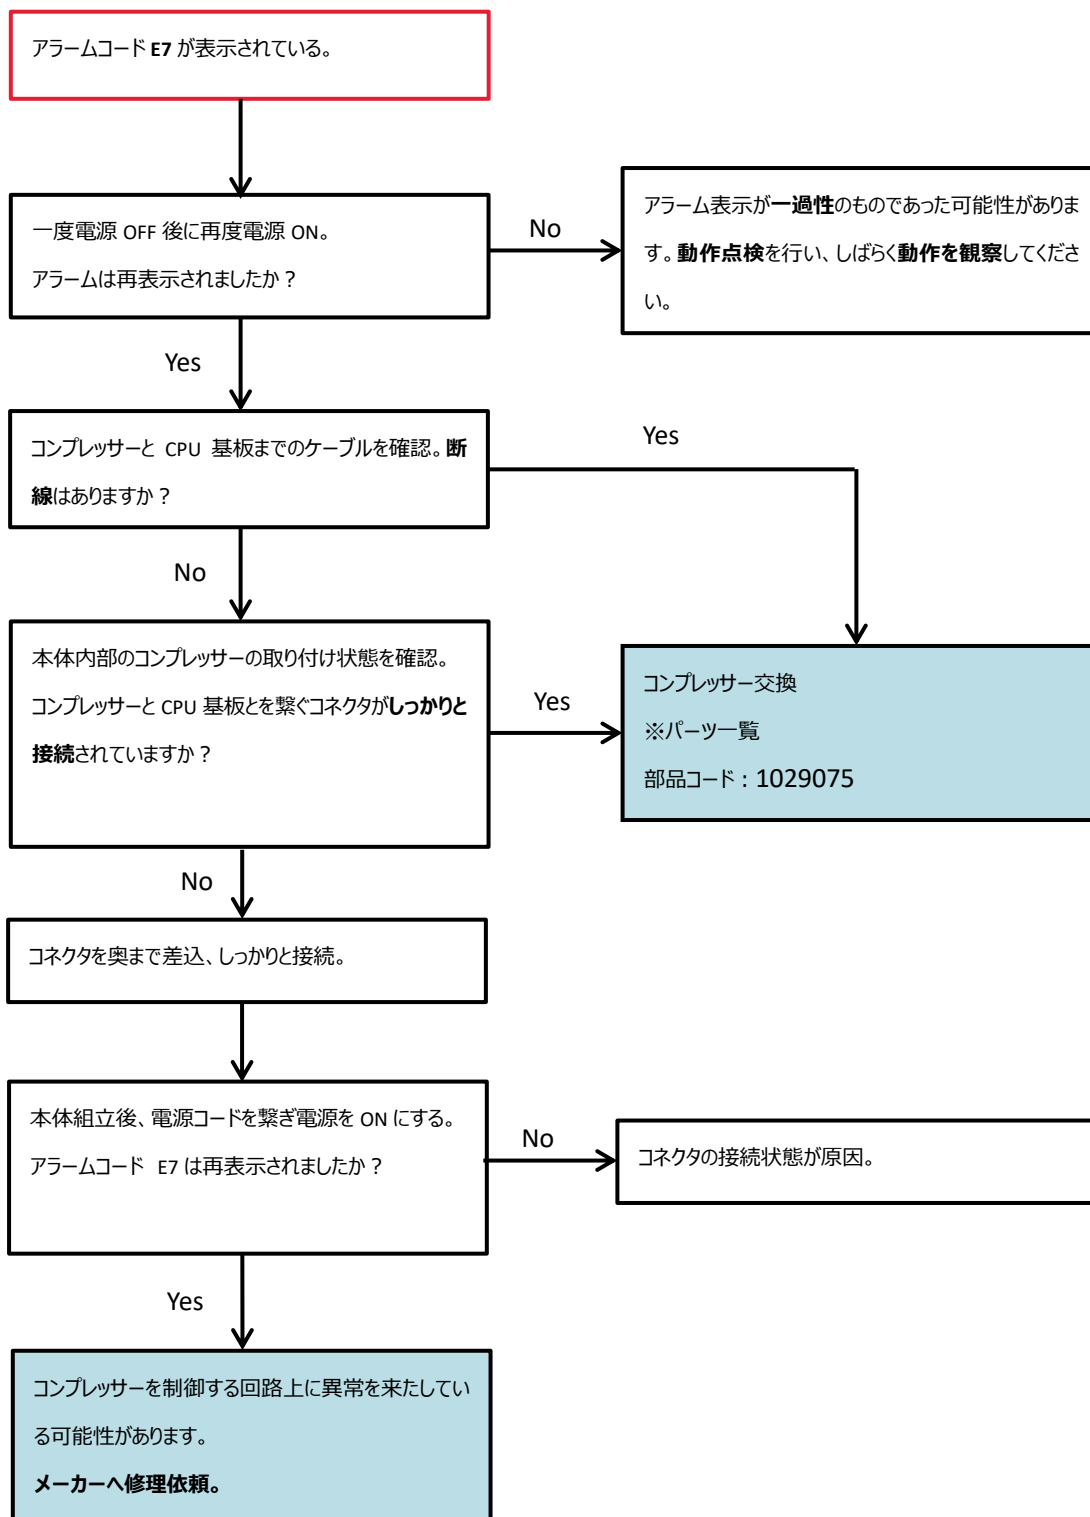 アラームコード E7 が表示されている。
一度電源 OFF 後に再度電源 ON。
アラームは再表示されましたか？
No
アラーム表示が一過性のものであった可能性がありま
す。動作点検を行い、しばらく動作を観察してくださ
い。
Yes
コンプレッサーと CPU 基板までのケーブルを確認。断
線はありますか？
Yes
No
本体内部のコンプレッサーの取り付け状態を確認。
コンプレッサーと CPU 基板とを繋ぐコネクタがしっかりと
接続されていますか？
Yes
コンプレッサー交換
※パーツ一覧
部品コード：1029075
No
コネクタを奥まで差込、しっかりと接続。
本体組立後、電源コードを繋ぎ電源を ON にする。
アラームコード E7 は再表示されましたか？
No
コネクタの接続状態が原因。
Yes
コンプレッサーを制御する回路上に異常を来たしてい
る可能性があります。
メーカーへ修理依頼。